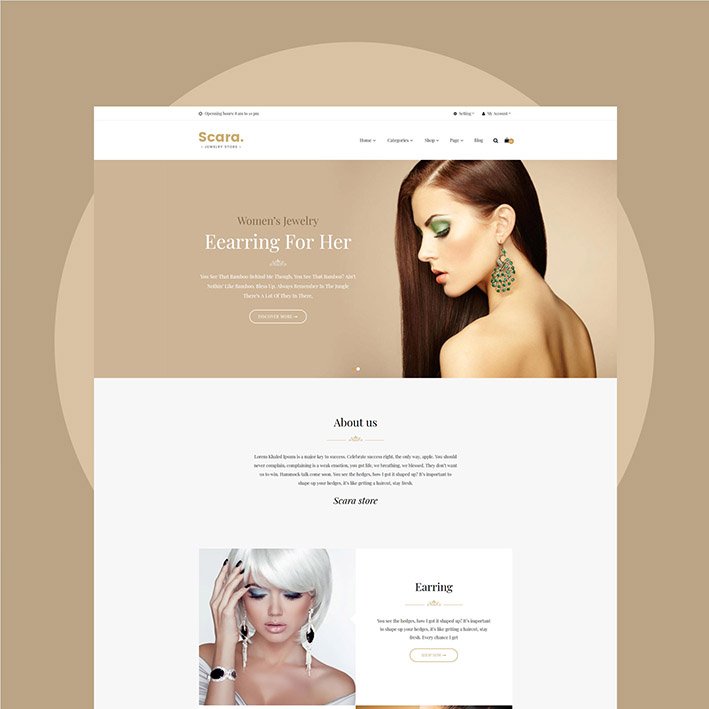 Openning hours: 8 am to 10 pm
Setting
My Account
Scara.
- JEWELRY STORE -
Home
Categories
Shop
Page
Blog
Women's Jewelry
Eearring For Her
You See That Bamboo Behind Me Though, You See That Bamboo? Ain't
Nothin' Like Bamboo. Bless Up. Always Remember In The Jungle
There's A Lot Of They In There,
DISCOVER MORE →
About us
Lorem Khaled Ipsum is a major key to success. Celebrate success right, the only way, apple. You should
never complain, complaining is a weak emotion, you got life, we breathing, we blessed. They don't want
us to win. Hammock talk come soon. You see the hedges, how I got it shaped up? It's important to
shape up your hedges, it's like getting a haircut, stay fresh.
Scara store
Earring
You see the hedges, how I got it shaped up? It's important
to shape up your hedges, it's like getting a haircut, stay
fresh. Every chance I get
SHOP NOW →